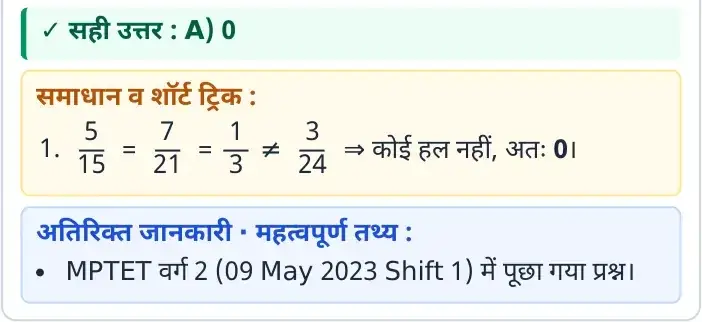 ✓ सही उत्तर : A) 0
समाधान व शॉर्ट ट्रिक :
1. 5/15 = 7/21 = 1/3 ≠ 3/24 ⇒ कोई हल नहीं, अतः 0।
अतिरिक्त जानकारी · महत्वपूर्ण तथ्य :
• MPTET वर्ग 2 (09 May 2023 Shift 1) में पूछा गया प्रश्न।